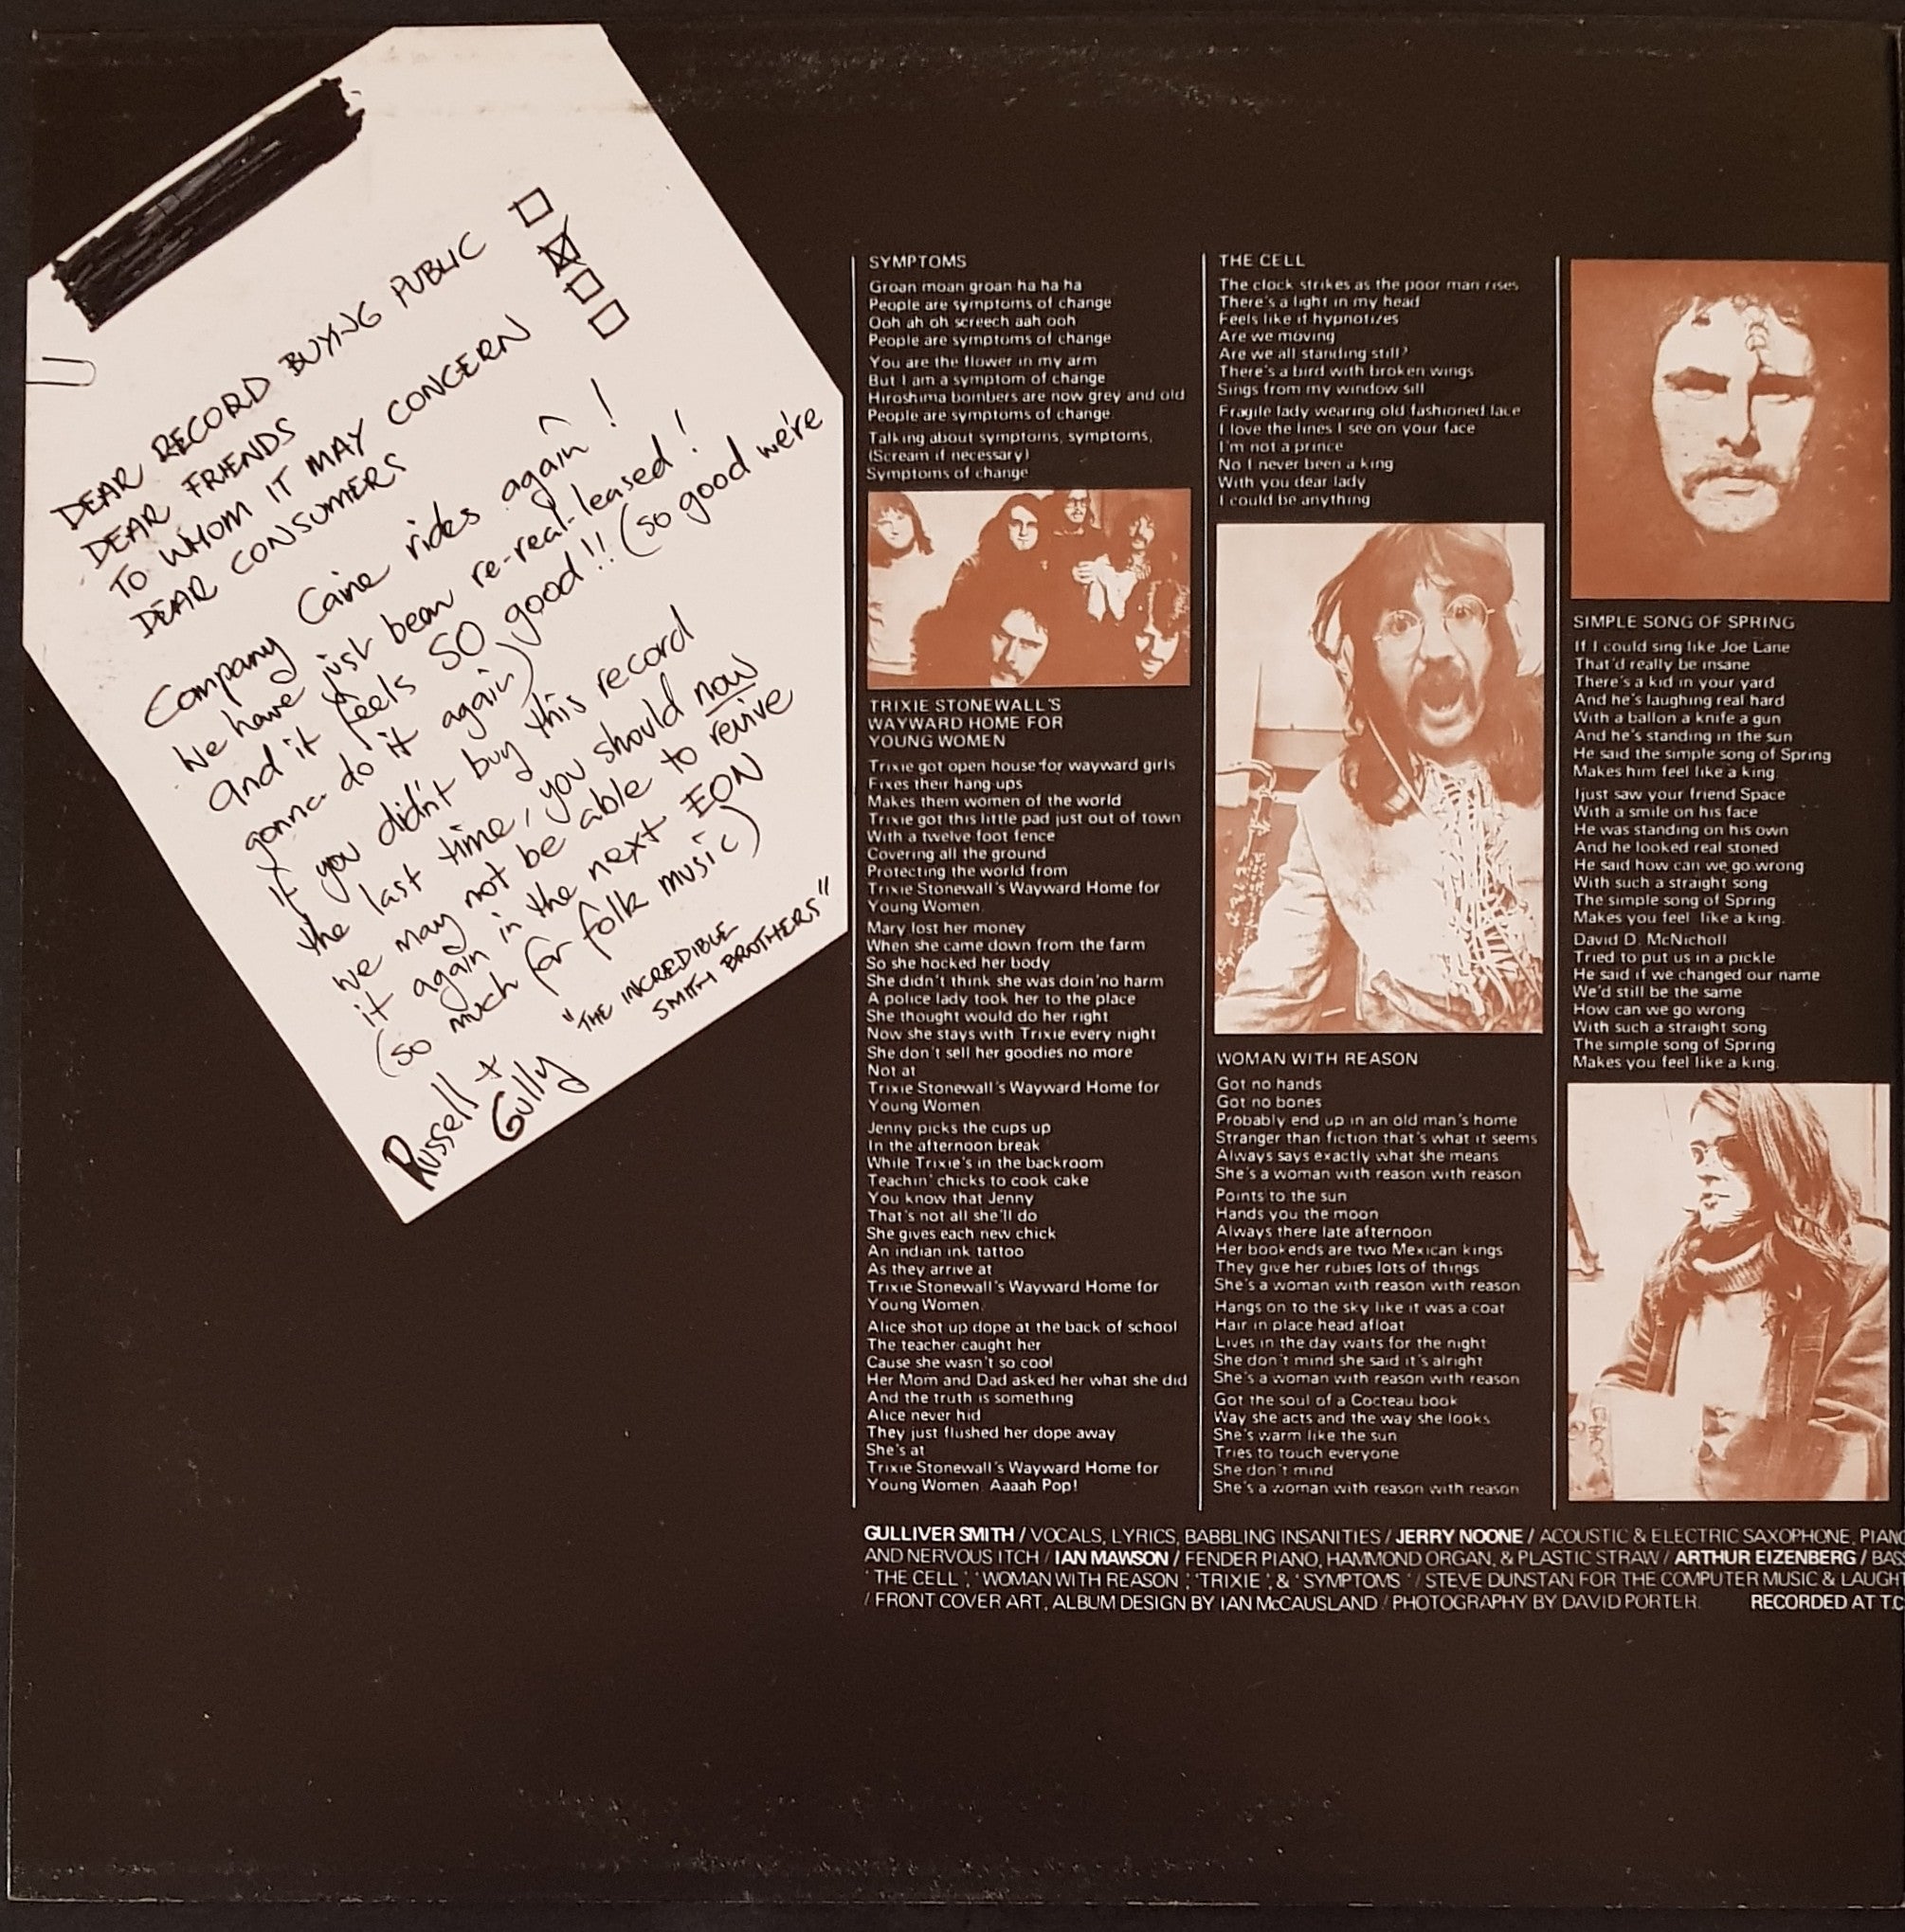 DEAR RECORD BUYING PUBLIC
DEAR FRIENDS
TO WHOM IT MAY CONCERN
DEAR CONSUMERS
Company Caine rides again!
We have just been re-real-leased!
And it feels SO good!! (so good we're
gonna do it again)
If you didn't buy this record
the last time, you should now
we may not be able to revive
it again in the next EON
(so much for folk music)
Russell +
Gully
"THE INCREDIBLE
SMITH BROTHERS"
SYMPTOMS
Groan moan groan ha ha ha
People are symptoms of change
Ooh ah oh screech aah ooh
People are symptoms of change
You are the flower in my arm
But I am a symptom of change
Hiroshima bombers are now grey and old
People are symptoms of change.
Talking about symptoms, symptoms,
(Scream if necessary)
Symptoms of change
TRIXIE STONEWALL'S
WAYWARD HOME FOR
YOUNG WOMEN
Trixie got open house for wayward girls
Fixes their hang-ups
Makes them women of the world
Trixie got this little pad just out of town
With a twelve foot fence
Covering all the ground
Protecting the world from
Trixie Stonewall's Wayward Home for
Young Women.
Mary lost her money
When she came down from the farm
So she hocked her body
She didn't think she was doin' no harm
A police lady took her to the place
She thought would do her right
Now she stays with Trixie every night
She don't sell her goodies no more
Not at
Trixie Stonewall's Wayward Home for
Young Women
Jenny picks the cups up
In the afternoon break
While Trixie's in the backroom
Teachin' chicks to cook cake
You know that Jenny
That's not all she'll do
She gives each new chick
An indian ink tattoo
As they arrive at
Trixie Stonewall's Wayward Home for
Young Women.
Alice shot up dope at the back of school
The teacher caught her
Cause she wasn't so cool
Her Mom and Dad asked her what she did
And the truth is something
Alice never hid
They just flushed her dope away
She's at
Trixie Stonewall's Wayward Home for
Young Women. Aaaah Pop!
THE CELL
The clock strikes as the poor man rises
There's a light in my head
Feels like it hypnotizes
Are we moving
Are we all standing still?
There's a bird with broken wings
Sings from my window sill
Fragile lady wearing old fashioned lace
I love the lines I see on your face
I'm not a prince
No I never been a king
With you dear lady
I could be anything
WOMAN WITH REASON
Got no hands
Got no bones
Probably end up in an old man's home
Stranger than fiction that's what it seems
Always says exactly what she means
She's a woman with reason with reason
Points to the sun
Hands you the moon
Always there late afternoon
Her bookends are two Mexican kings
They give her rubies lots of things
She's a woman with reason with reason
Hangs on to the sky like it was a coat
Hair in place head afloat
Lives in the day waits for the night
She don't mind she said it's alright
She's a woman with reason with reason
Got the soul of a Cocteau book
Way she acts and the way she looks
She's warm like the sun
Tries to touch everyone
She don't mind
She's a woman with reason with reason
SIMPLE SONG OF SPRING
If I could sing like Joe Lane
That'd really be insane
There's a kid in your yard
And he's laughing real hard
With a ballon a knife a gun
And he's standing in the sun
He said the simple song of Spring
Makes him feel like a king.
I just saw your friend Space
With a smile on his face
He was standing on his own
And he looked real stoned
He said how can we go wrong
With such a straight song
The simple song of Spring
Makes you feel like a king.
David D. McNicholl
Tried to put us in a pickle
He said if we changed our name
We'd still be the same
How can we go wrong
With such a straight song
The simple song of Spring
Makes you feel like a king.
GULLIVER SMITH / VOCALS, LYRICS, BABBLING INSANITIES / JERRY NOONE / ACOUSTIC & ELECTRIC SAXOPHONE, PIANO
AND NERVOUS ITCH / IAN MAWSON / FENDER PIANO, HAMMOND ORGAN, & PLASTIC STRAW / ARTHUR EIZENBERG / BASS
'THE CELL', 'WOMAN WITH REASON', 'TRIXIE', & 'SYMPTOMS' / STEVE DUNSTAN FOR THE COMPUTER MUSIC & LAUGHT
/ FRONT COVER ART, ALBUM DESIGN BY IAN McCAUSLAND / PHOTOGRAPHY BY DAVID PORTER. RECORDED AT T.C